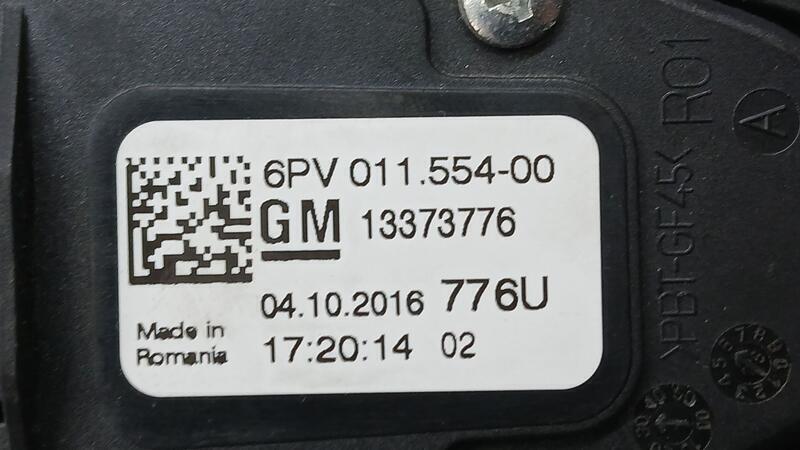 6PV 011.554-00
GM 13373776
04.10.2016 776U
Made in
Romania
17:20:14 02
>PBT-GF45<
R01
A